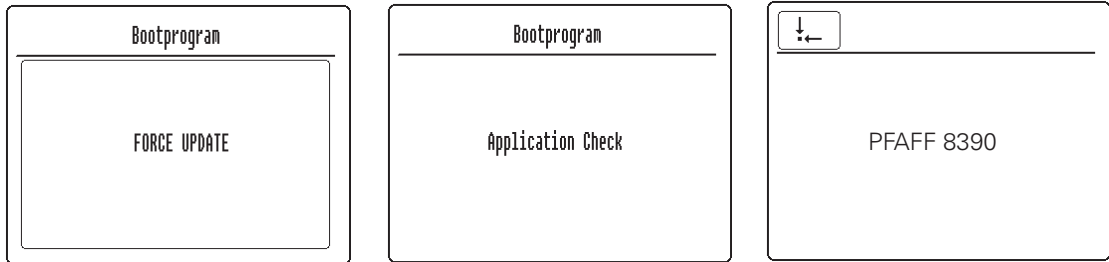 Bootprogram
FORCE UPDATE
Bootprogram
Application Check
PFAFF 8390